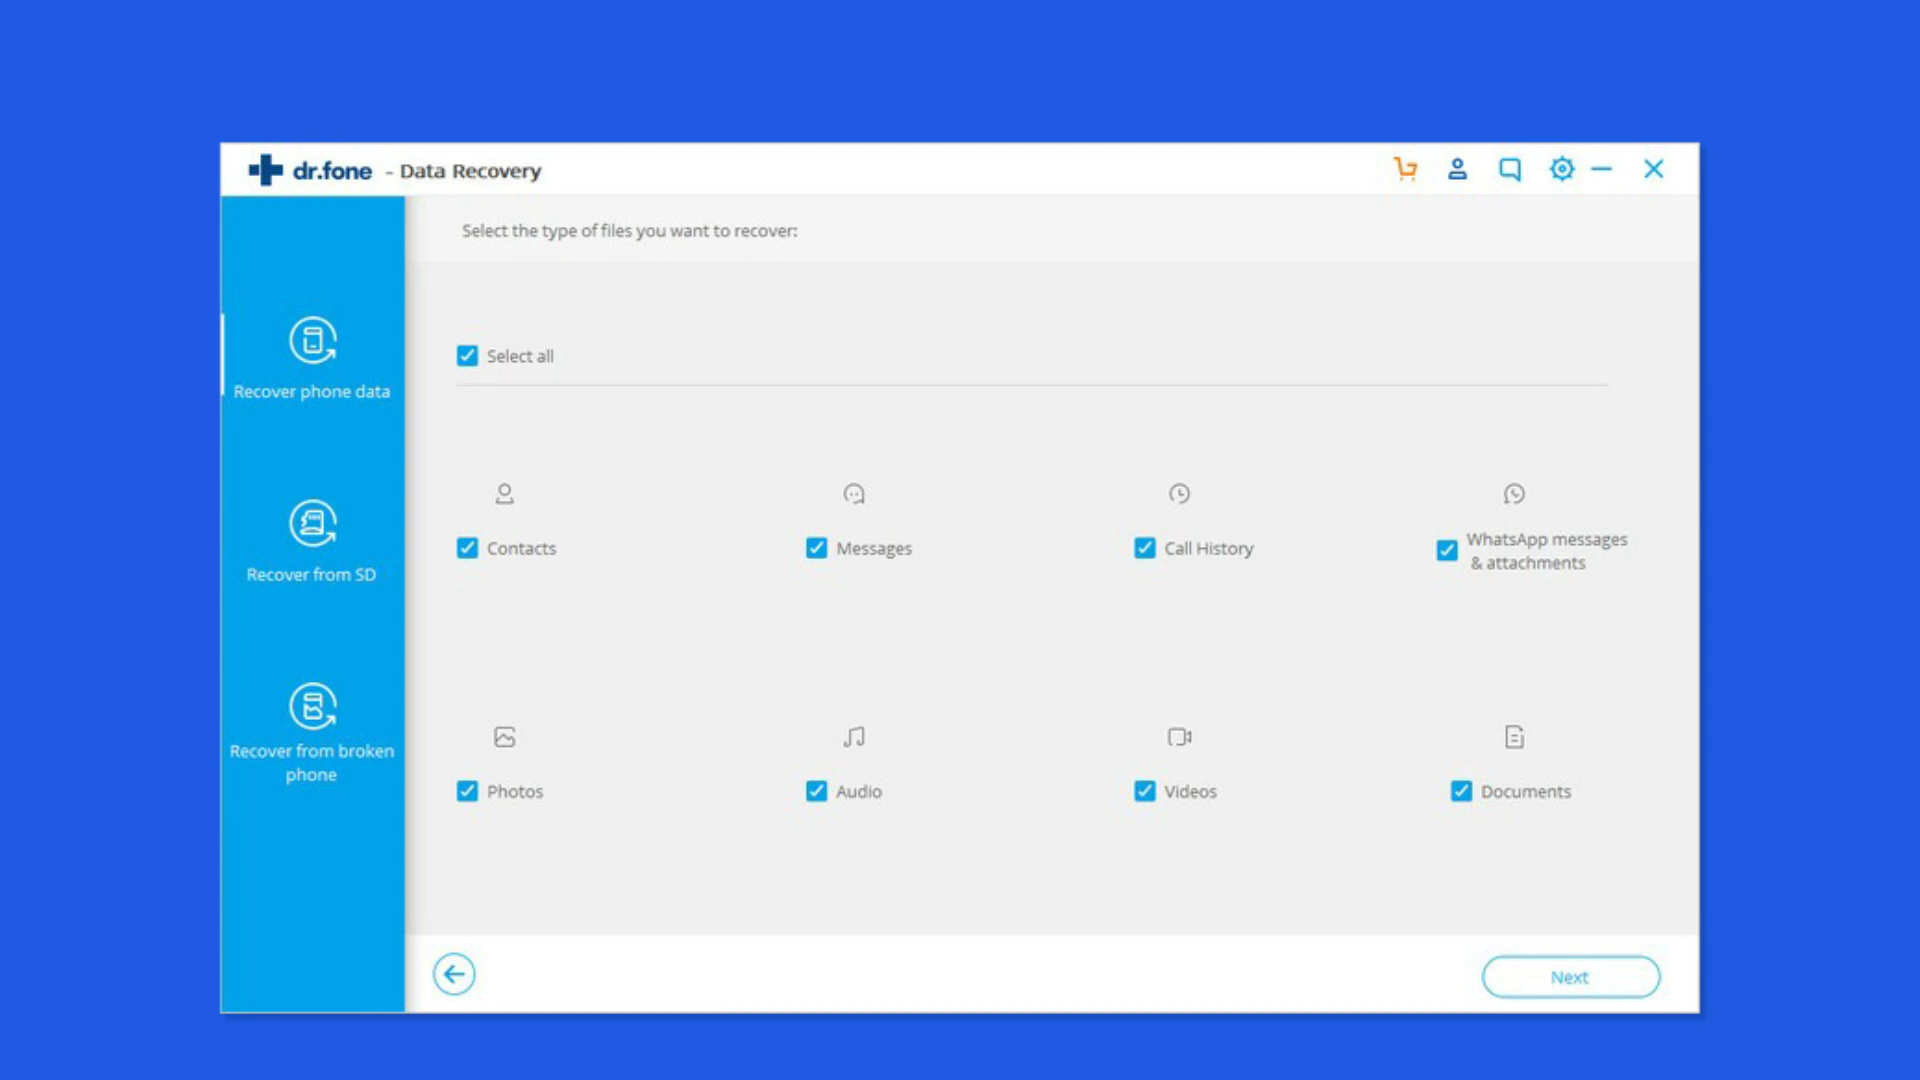 dr.fone - Data Recovery
Select the type of files you want to recover:
Recover phone data
Recover from SD
Recover from broken
phone
Select all
Contacts
Messages
Call History
WhatsApp messages
& attachments
Photos
Audio
Videos
Documents
Next